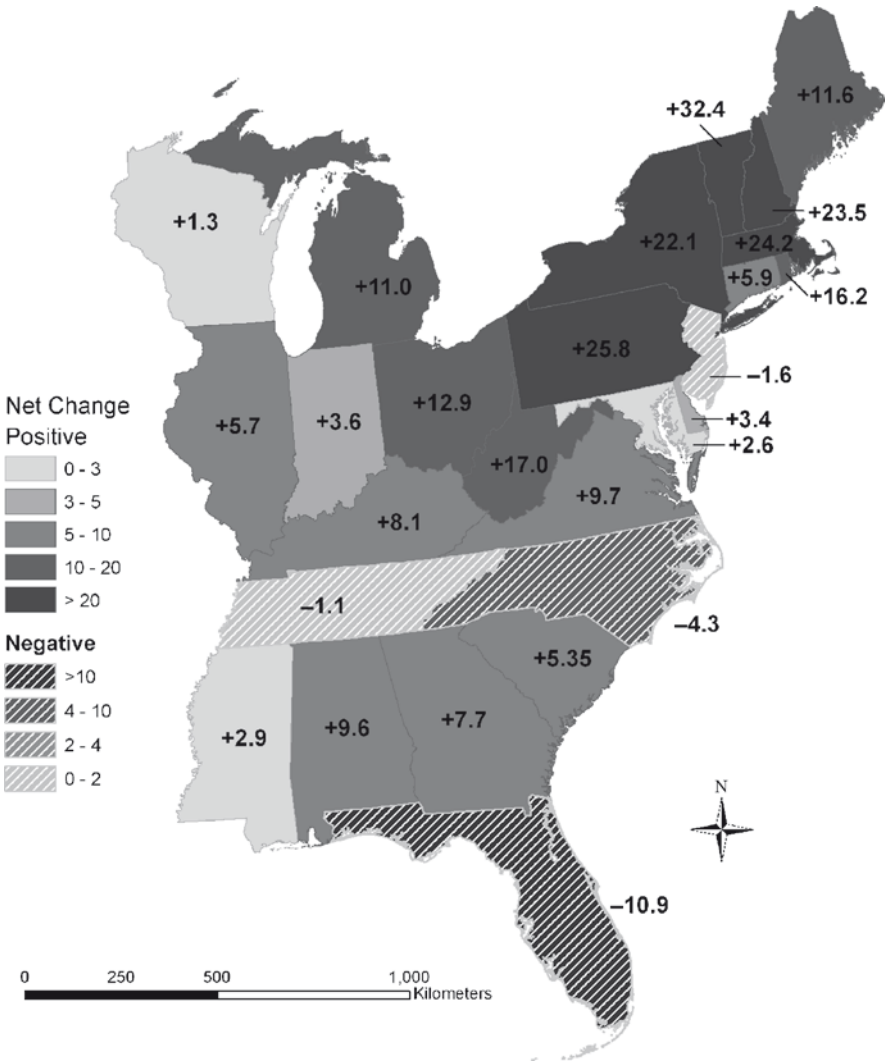 +11.6
+32.4
+1.3
+23.5
+22.1
+24.2
+11.0
+5.9
+16.2
+25.8
–1.6
Net Change
Positive
0 - 3
3 - 5
5 - 10
10 - 20
> 20
Negative
>10
4 - 10
2 - 4
0 - 2
+5.7
+3.6
+12.9
+3.4
+2.6
+17.0
+9.7
+8.1
–1.1
–4.3
+5.35
+2.9
+9.6
+7.7
N
–10.9
0 250 500 1,000
Kilometers